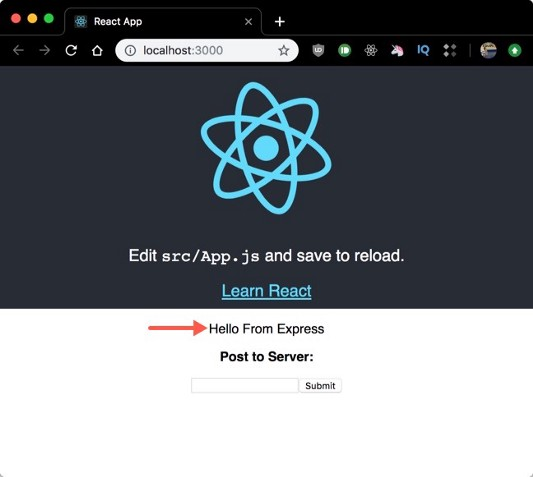 React App
localhost:3000
IQ
Edit src/App.js and save to reload.
Learn React
Hello From Express
Post to Server:
Submit